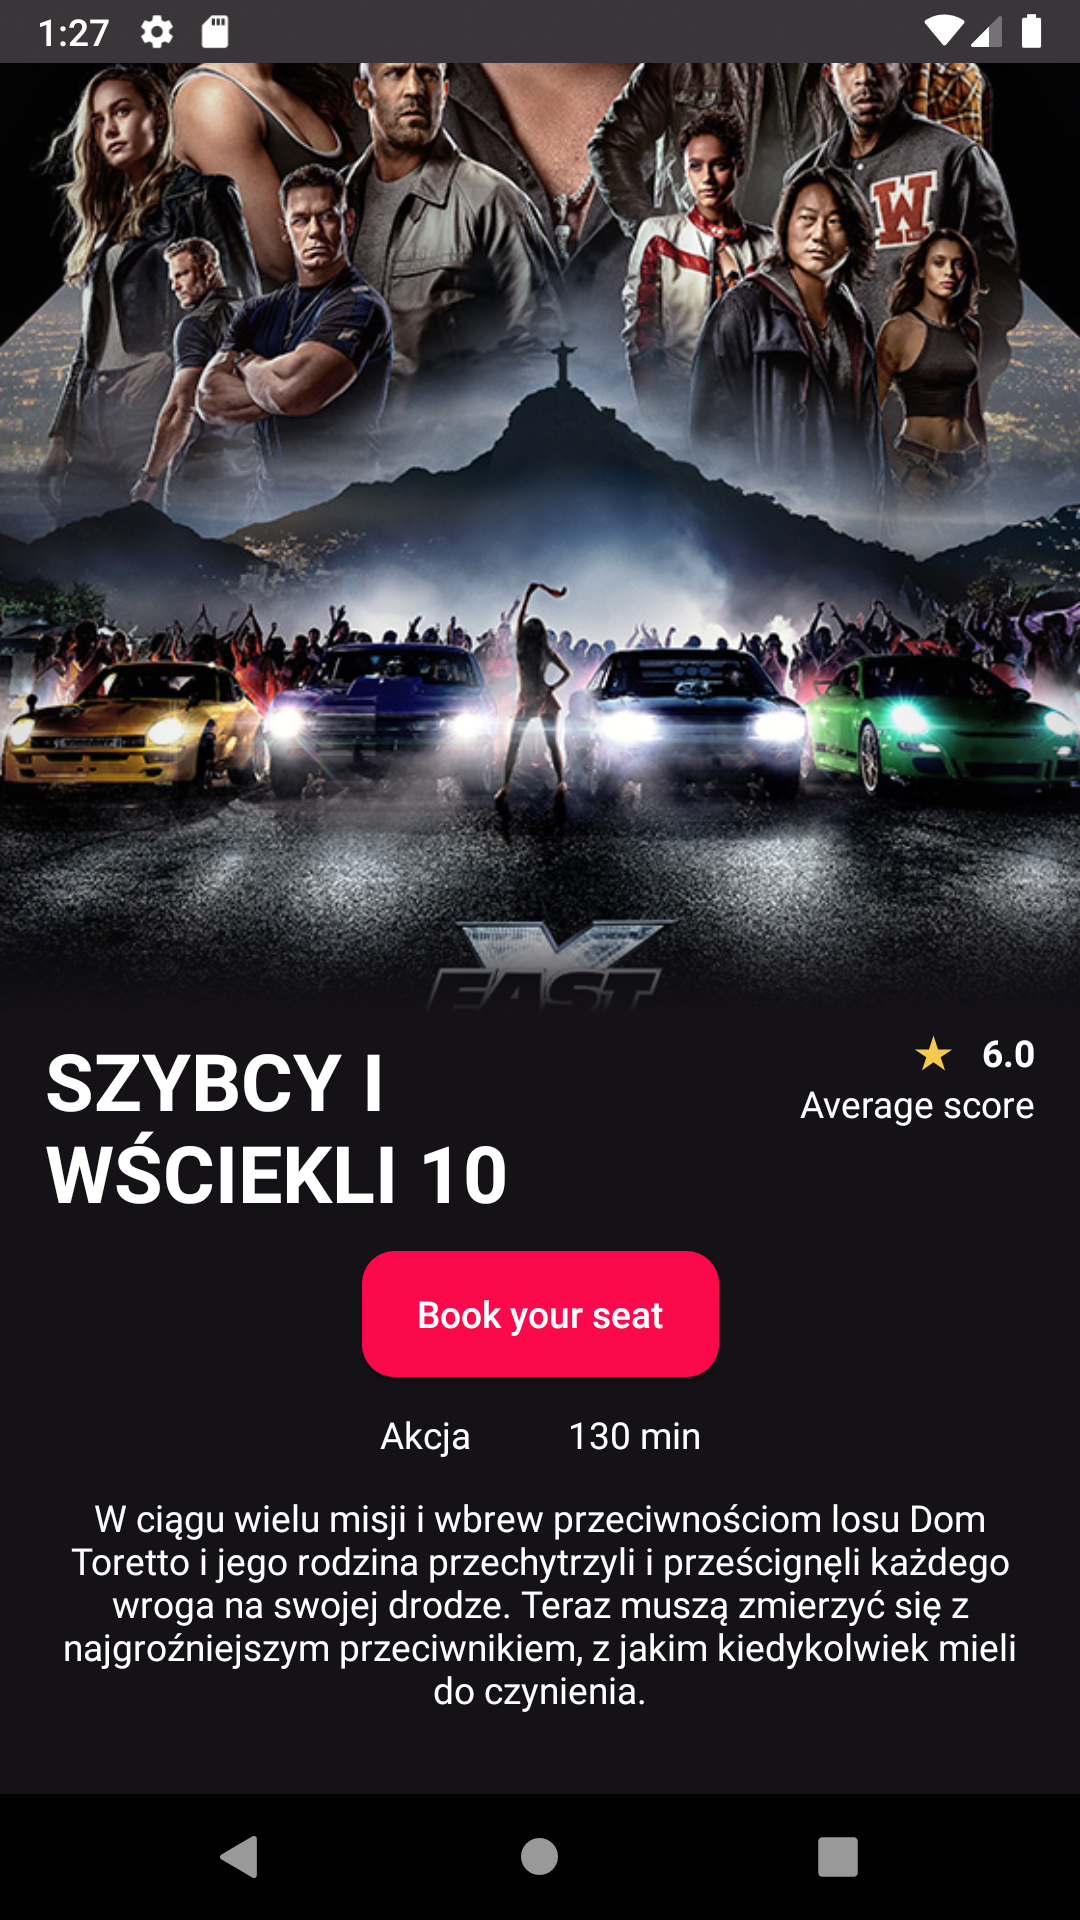 1:27
W
FAST
SZYBCY I
WŚCIEKLI 10
6.0
Average score
Book your seat
Akcja 130 min
W ciągu wielu misji i wbrew przeciwnościom losu Dom
Toretto i jego rodzina przechytrzyli i prześcignęli każdego
wroga na swojej drodze. Teraz muszą zmierzyć się z
najgroźniejszym przeciwnikiem, z jakim kiedykolwiek mieli
do czynienia.